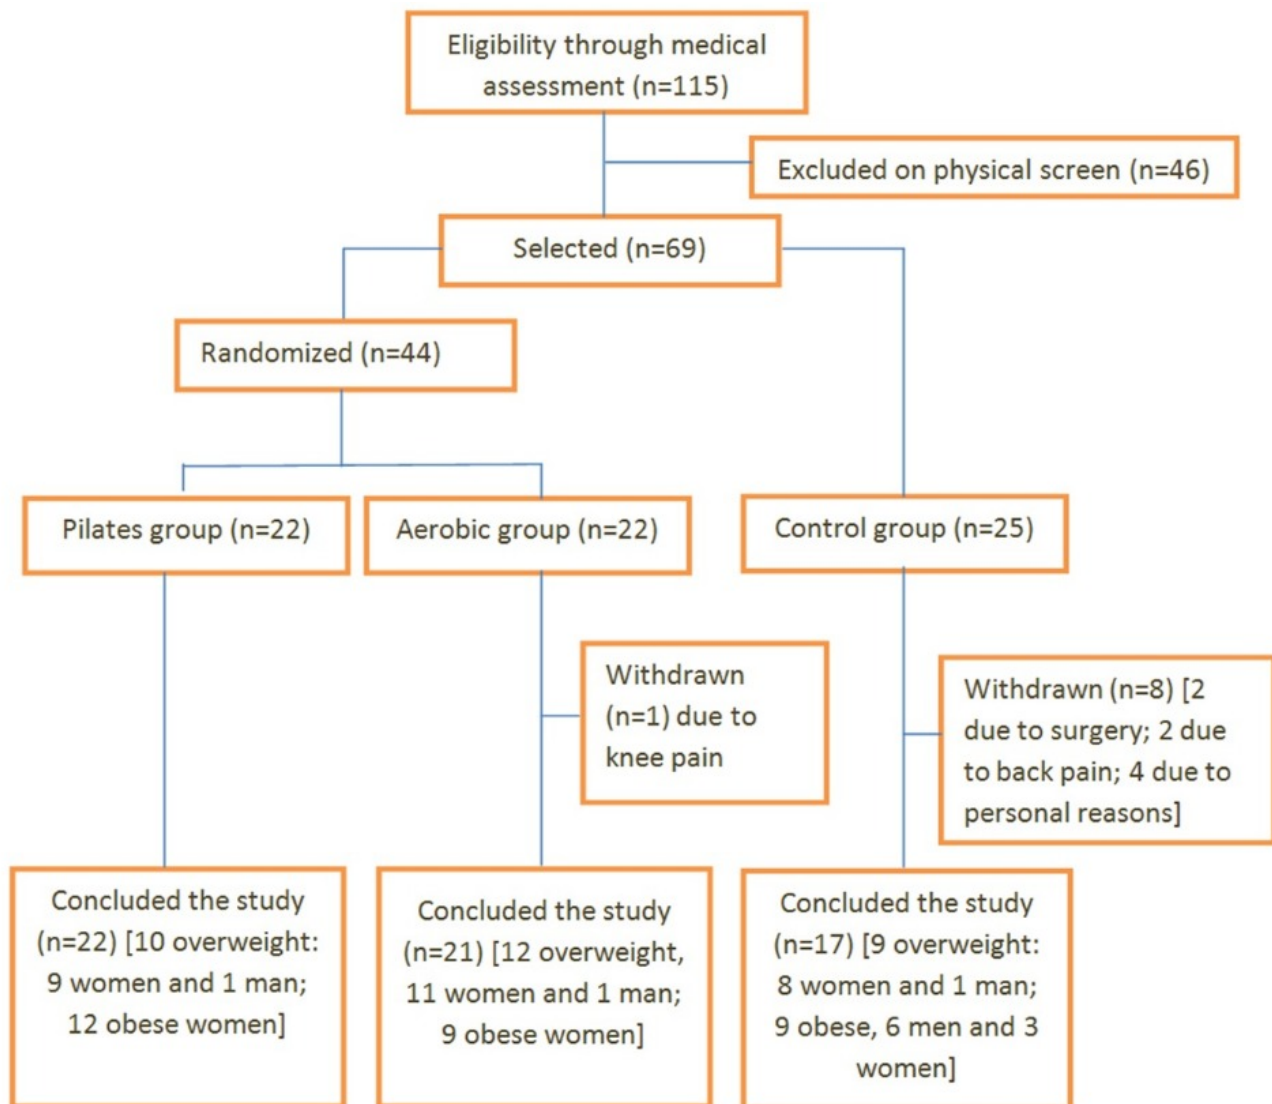 Eligibility through medical
assessment (n=115)
Excluded on physical screen (n=46)
Selected (n=69)
Randomized (n=44)
Pilates group (n=22)
Aerobic group (n=22)
Control group (n=25)
Withdrawn
(n=1) due to
knee pain
Withdrawn (n=8) [2
due to surgery; 2 due
to back pain; 4 due to
personal reasons]
Concluded the study
(n=22) [10 overweight:
9 women and 1 man;
12 obese women]
Concluded the study
(n=21) [12 overweight,
11 women and 1 man;
9 obese women]
Concluded the study
(n=17) [9 overweight:
8 women and 1 man;
9 obese, 6 men and 3
women]